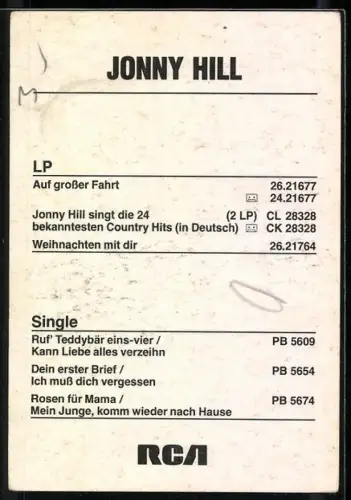 JONNY HILL
LP
Auf großer Fahrt 26.21677
24.21677
Jonny Hill singt die 24 (2 LP) CL 28328
bekanntesten Country Hits (in Deutsch) CK 28328
Weihnachten mit dir 26.21764
Single
Ruf' Teddybär eins-vier / PB 5609
Kann Liebe alles verzeihn
Dein erster Brief / PB 5654
Ich muß dich vergessen
Rosen für Mama / PB 5674
Mein Junge, komm wieder nach Hause
RCA